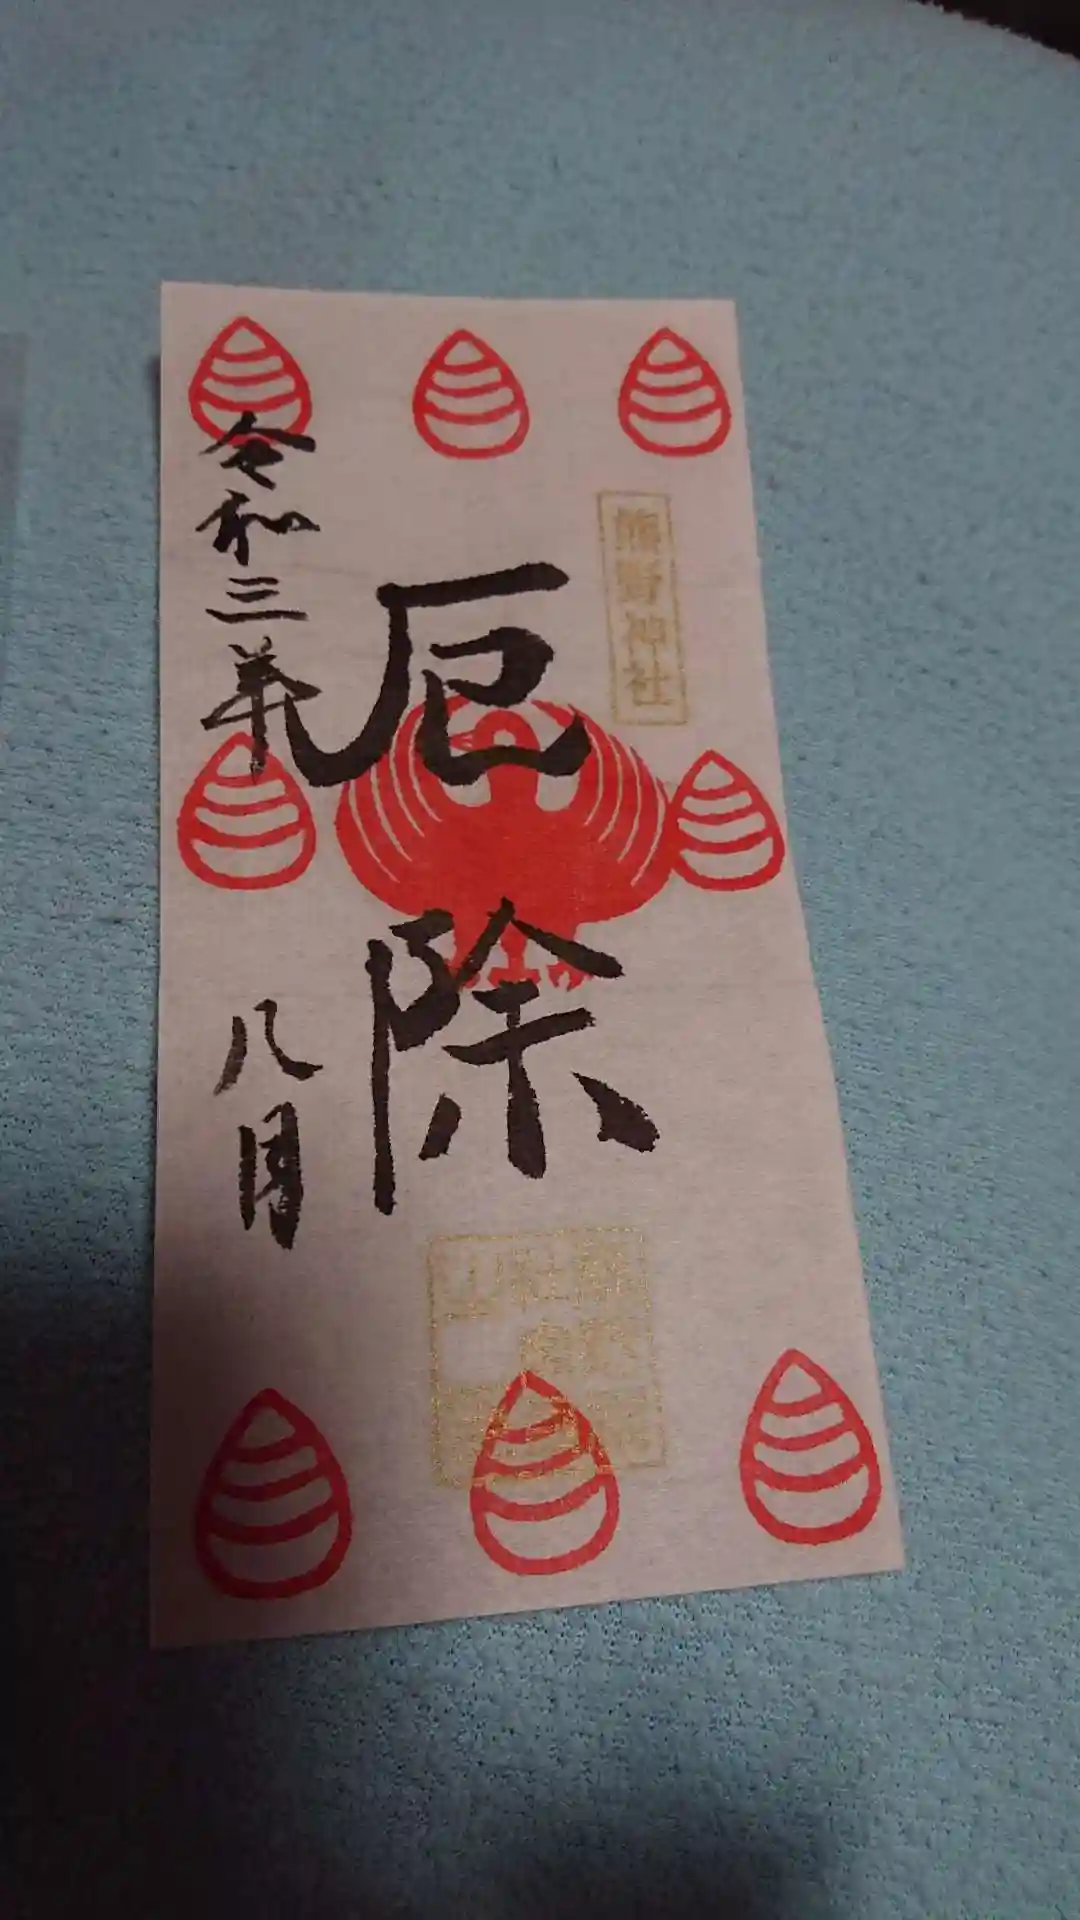 熊野神社
厄除
令和三年
八月